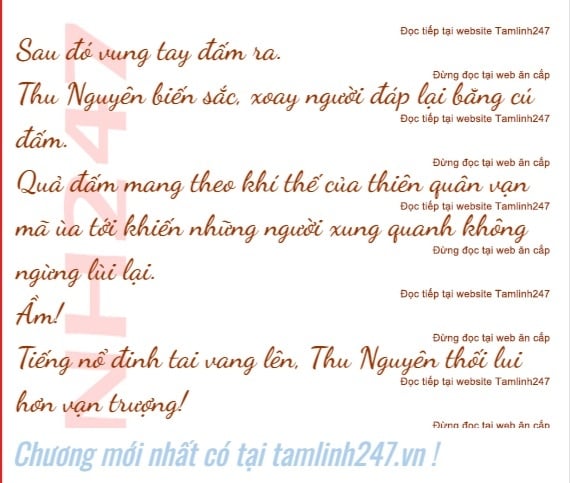 Đọc tiếp tại website Tamlinh247
Sau đó vung tay đấm ra.
Đừng đọc tại web ăn cắp
Thu Nguyên biến sắc, xoay người đáp lại bằng cú
Đọc tiếp tại website Tamlinh247
đấm.
Đừng đọc tại web ăn cắp
Quả đấm mang theo khí thế của thiên quân vạn
Đọc tiếp tại website Tamlinh247
mã ùa tới khiến những người xung quanh không
Đừng đọc tại web ăn cắp
ngừng lùi lại.
Đọc tiếp tại website Tamlinh247
Ầm!
Đừng đọc tại web ăn cắp
Tiếng nổ đinh tai vang lên, Thu Nguyên thối lui
Đọc tiếp tại website Tamlinh247
hơn vạn trượng!
Đừng đọc tại web ăn cắp
NH247
Chương mới nhất có tại tamlinh247.vn !